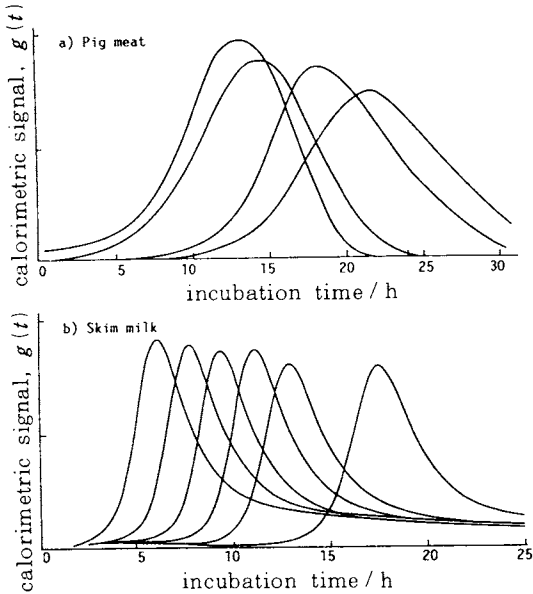 a) Pig meat
calorimetric signal, g(t)
0 5 10 15 20 25 30
incubation time / h
b) Skim milk
calorimetric signal, g(t)
0 5 10 15 20 25
incubation time / h